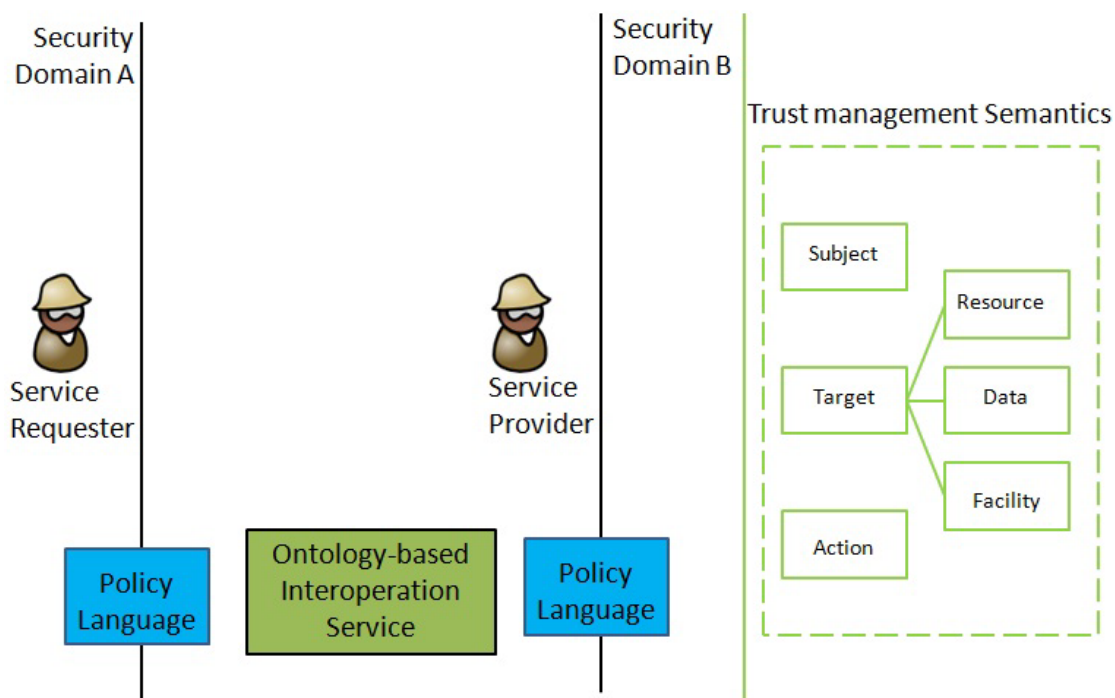 Security
Domain A
Security
Domain B
Trust management Semantics
Subject
Resource
Target
Data
Facility
Action
Service
Requester
Service
Provider
Policy
Language
Ontology-based
Interoperation
Service
Policy
Language